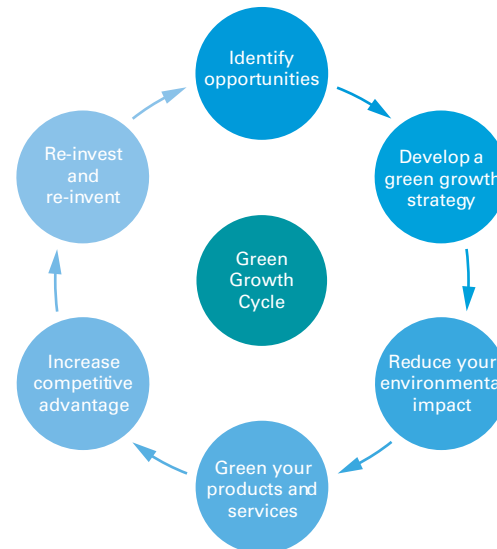 Identify
opportunities
Develop a
green growth
strategy
Reduce your
environmental
impact
Green your
products and
services
Increase
competitive
advantage
Re-invest
and
re-invent
Green
Growth
Cycle